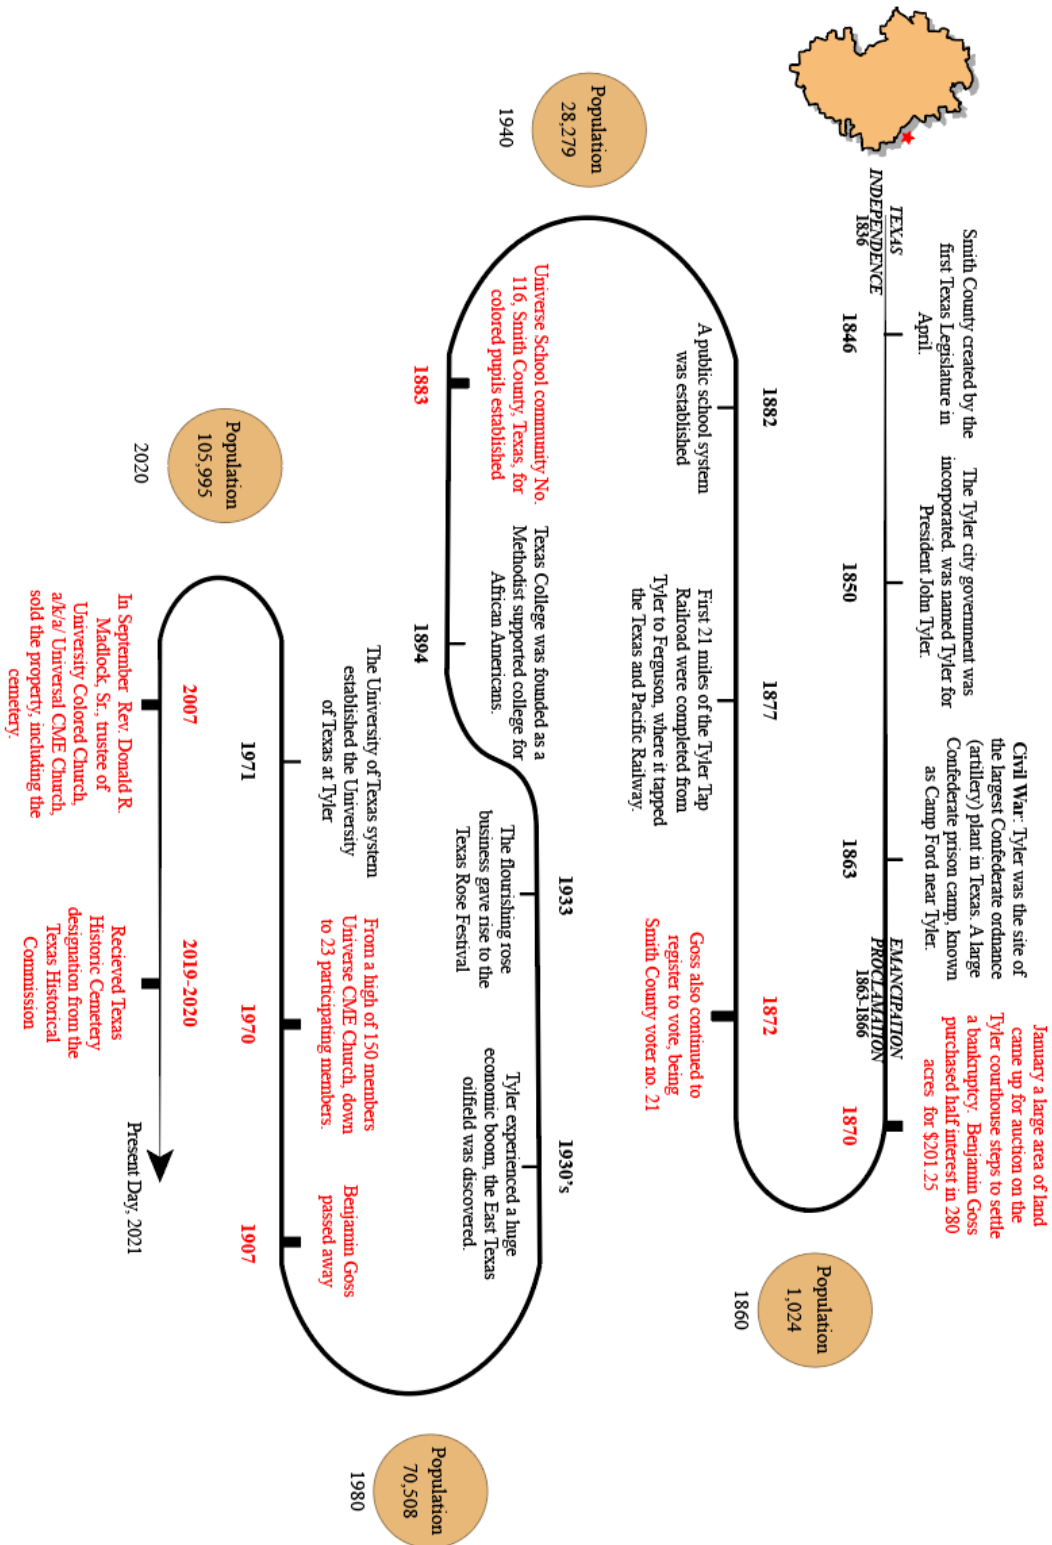 TEXAS
INDEPENDENCE
1836
Smith County created by the
first Texas Legislature in
April.
1846
The Tyler city government was
incorporated. was named Tyler for
President John Tyler.
1850
Civil War: Tyler was the site of
the largest Confederate ordnance
(artillery) plant in Texas. A large
Confederate prison camp, known
as Camp Ford near Tyler.
1863
EMANCIPATION
PROCLAMATION
1863-1866
January a large area of land
came up for auction on the
Tyler courthouse steps to settle
a bankruptcy. Benjamin Goss
purchased half interest in 280
acres for $201.25
1870
Population
1,024
1860
1872
Goss also continued to
register to vote, being
Smith County voter no. 21
1877
First 21 miles of the Tyler Tap
Railroad were completed from
Tyler to Ferguson, where it tapped
the Texas and Pacific Railway.
1882
A public school system
was established
Population
28,279
1940
Universe School community No.
116, Smith County, Texas, for
colored pupils established
1883
Texas College was founded as a
Methodist supported college for
African Americans.
1894
1933
The flourishing rose
business gave rise to the
Texas Rose Festival
1930's
Tyler experienced a huge
economic boom, the East Texas
oilfield was discovered.
Population
70,508
1980
Benjamin Goss
passed away
1907
From a high of 150 members
Universe CME Church, down
to 23 participating members.
1970
The University of Texas system
established the University
of Texas at Tyler
1971
Population
105,995
2020
2007
In September Rev. Donald R.
Madlock, Sr., trustee of
University Colored Church,
a/k/a/ Universal CME Church,
sold the property, including the
cemetery.
2019-2020
Recieved Texas
Historic Cemetery
designation from the
Texas Historical
Commission
Present Day, 2021